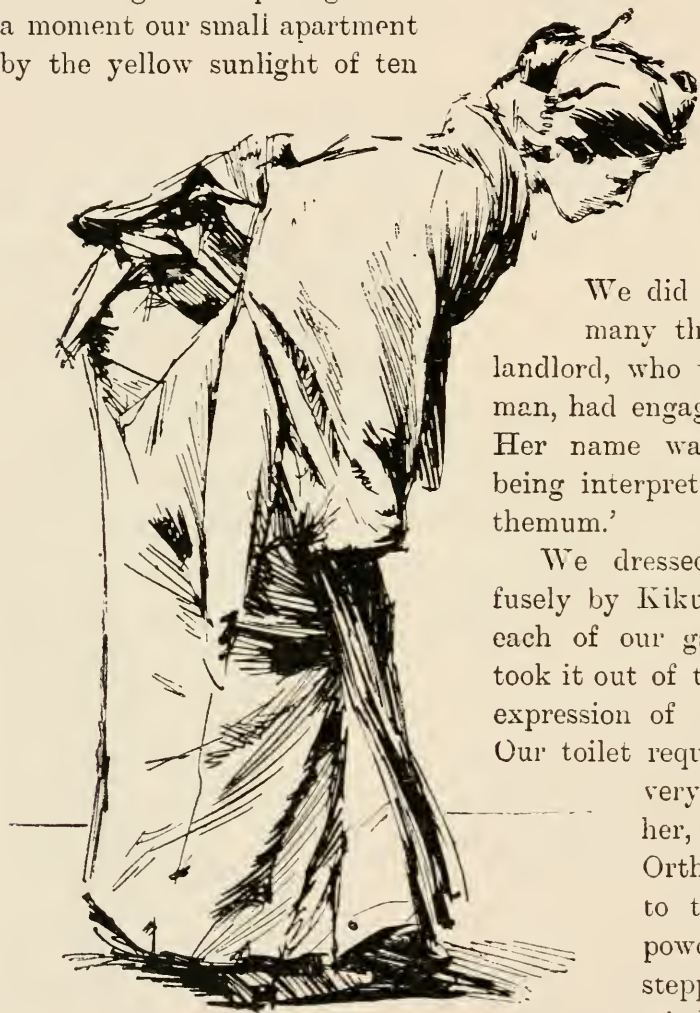 a moment our small apartment
by the yellow sunlight of ten
We did
many th
landlord, who
man, had engag
Her name wa
being interpret
themum.'
We dressed
fusely by Kiku
each of our g
took it out of t
expression of
Our toilet requ
very
her,
Orth
to t
powe
stepp